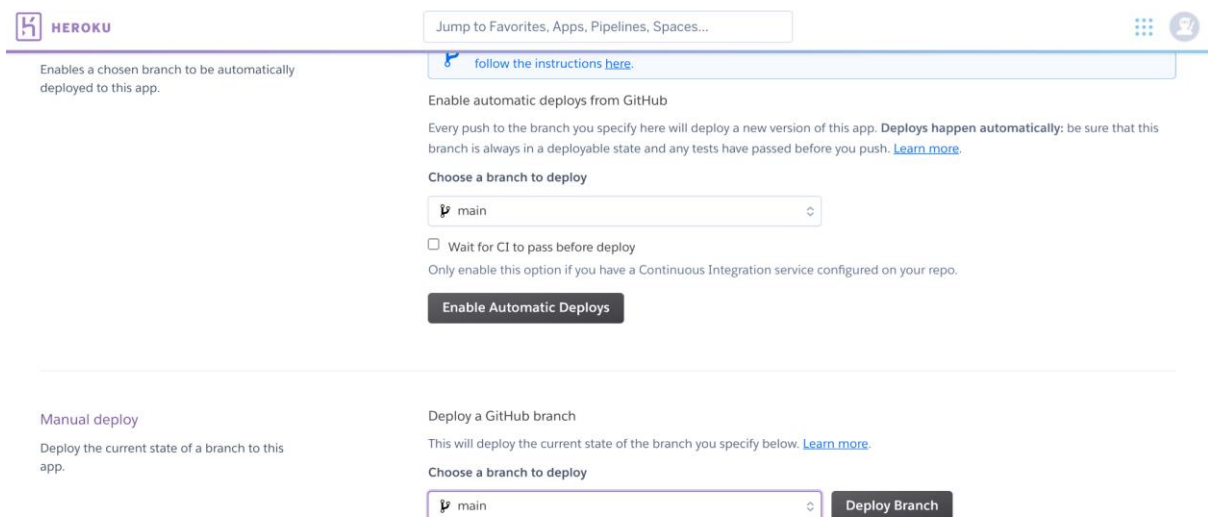 HEROKU
Jump to Favorites, Apps, Pipelines, Spaces...
Enables a chosen branch to be automatically
deployed to this app.
follow the instructions here.
Enable automatic deploys from GitHub
Every push to the branch you specify here will deploy a new version of this app. Deploys happen automatically: be sure that this
branch is always in a deployable state and any tests have passed before you push. Learn more.
Choose a branch to deploy
main
Wait for CI to pass before deploy
Only enable this option if you have a Continuous Integration service configured on your repo.
Enable Automatic Deploys
Manual deploy
Deploy the current state of a branch to this
app.
Deploy a GitHub branch
This will deploy the current state of the branch you specify below. Learn more.
Choose a branch to deploy
main
Deploy Branch